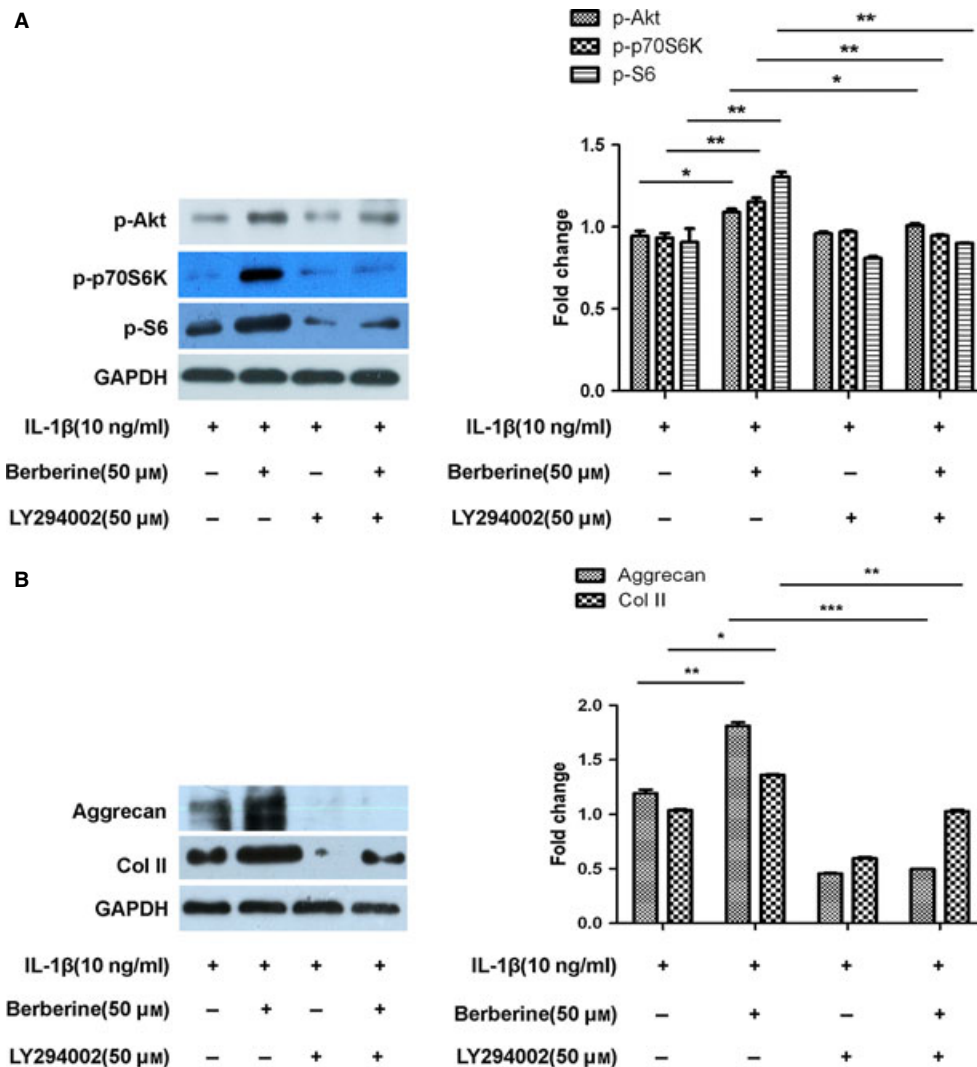 A
p-Akt
p-p70S6K
p-S6
**
**
*
**
**
*
1.5
1.0
0.5
0.0
Fold change
p-Akt
p-p70S6K
p-S6
GAPDH
IL-1β(10 ng/ml) + + + +
Berberine(50 μM) – + – +
LY294002(50 μM) – – + +
IL-1β(10 ng/ml) + + + +
Berberine(50 μM) – + – +
LY294002(50 μM) – – + +
B
Aggrecan
Col II
**
***
*
**
2.0
1.5
1.0
0.5
0.0
Fold change
Aggrecan
Col II
GAPDH
IL-1β(10 ng/ml) + + + +
Berberine(50 μM) – + – +
LY294002(50 μM) – – + +
IL-1β(10 ng/ml) + + + +
Berberine(50 μM) – + – +
LY294002(50 μM) – – + +